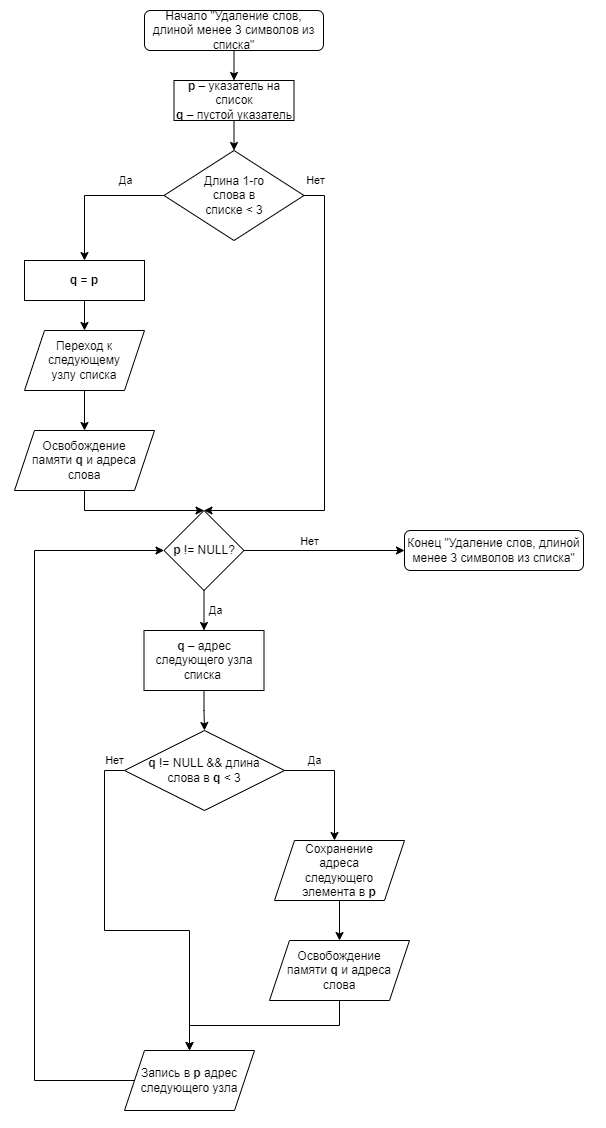 Начало "Удаление слов,
длиной менее 3 символов из
списка"
p – указатель на
список
q – пустой указатель
Длина 1-го
слова в
списке < 3
Да
Нет
q = p
Переход к
следующему
узлу списка
Освобождение
памяти q и адреса
слова
p != NULL?
Нет
Конец "Удаление слов, длиной
менее 3 символов из списка"
Да
q – адрес
следующего узла
списка
q != NULL && длина
слова в q < 3
Нет
Да
Сохранение
адреса
следующего
элемента в p
Освобождение
памяти q и адреса
слова
Запись в p адрес
следующего узла